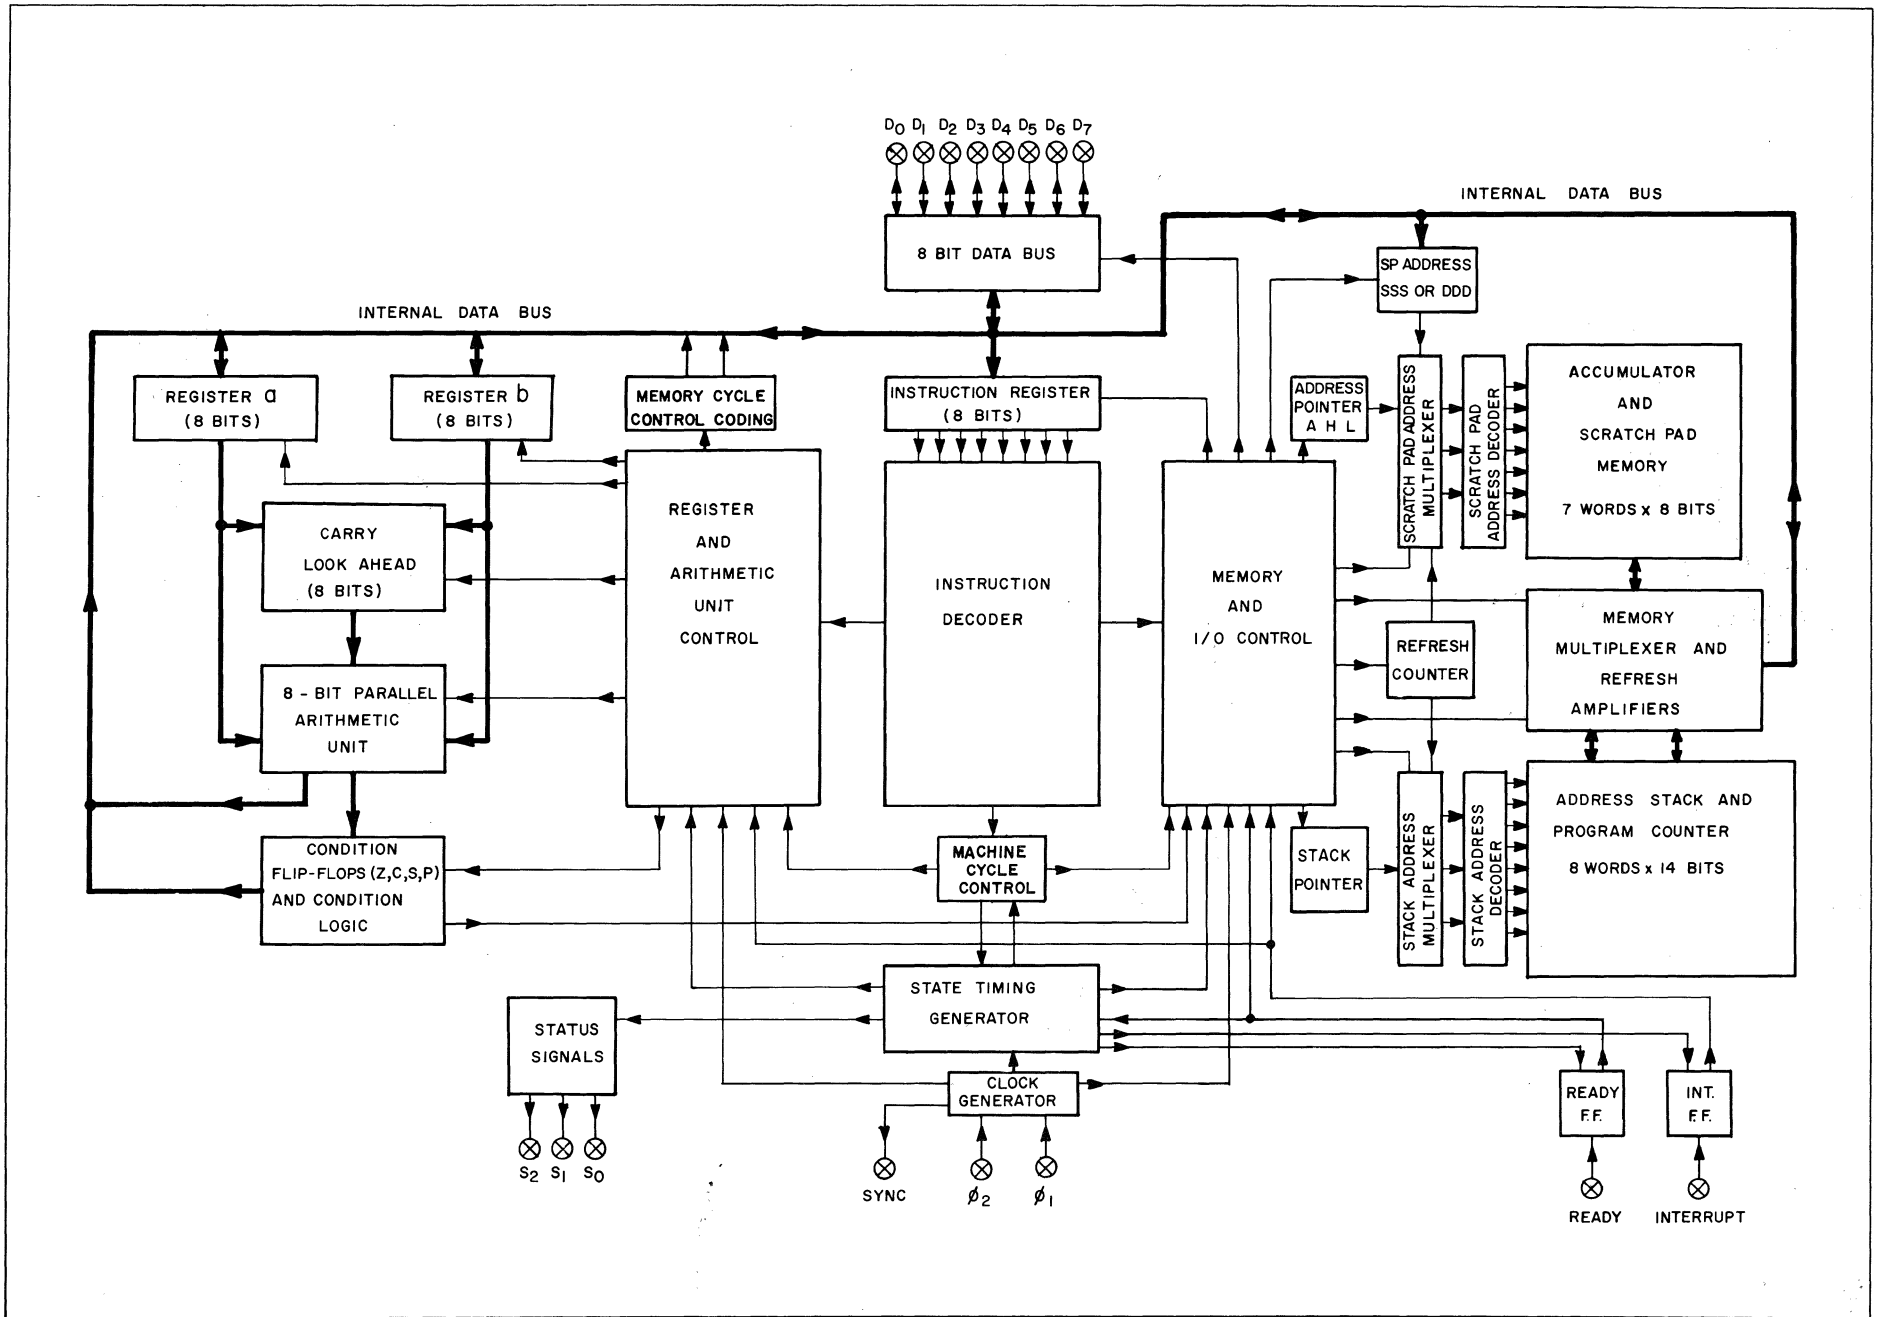 D0 D1 D2 D3 D4 D5 D6 D7
INTERNAL DATA BUS
8 BIT DATA BUS
SP ADDRESS
SSS OR DDD
INTERNAL DATA BUS
REGISTER a
(8 BITS)
REGISTER b
(8 BITS)
MEMORY CYCLE
CONTROL CODING
INSTRUCTION REGISTER
(8 BITS)
ADDRESS
POINTER
A H L
SCRATCH PAD ADDRESS
MULTIPLEXER
SCRATCH PAD
ADDRESS DECODER
ACCUMULATOR
AND
SCRATCH PAD
MEMORY
7 WORDS x 8 BITS
CARRY
LOOK AHEAD
(8 BITS)
REGISTER
AND
ARITHMETIC
UNIT
CONTROL
INSTRUCTION
DECODER
MEMORY
AND
I/O CONTROL
REFRESH
COUNTER
MEMORY
MULTIPLEXER AND
REFRESH
AMPLIFIERS
8 - BIT PARALLEL
ARITHMETIC
UNIT
CONDITION
FLIP-FLOPS (Z,C,S,P)
AND CONDITION
LOGIC
MACHINE
CYCLE
CONTROL
STACK
POINTER
STACK ADDRESS
MULTIPLEXER
STACK ADDRESS
DECODER
ADDRESS STACK AND
PROGRAM COUNTER
8 WORDS x 14 BITS
STATUS
SIGNALS
STATE TIMING
GENERATOR
CLOCK
GENERATOR
READY
F.F.
INT.
F.F.
S2 S1 S0
SYNC
ϕ2
ϕ1
READY
INTERRUPT